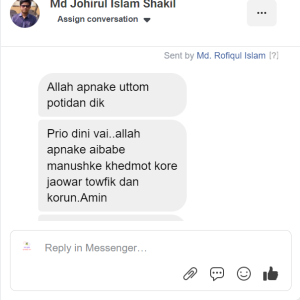 Md Johirul Islam Shakil
Assign conversation
Sent by Md. Rofiqul Islam [?]
Allah apnake uttom
potidan dik
Prio dini vai..allah
apnake aibabe
manushke khedmot kore
jaowar towfik dan
korun.Amin
Reply in Messenger...